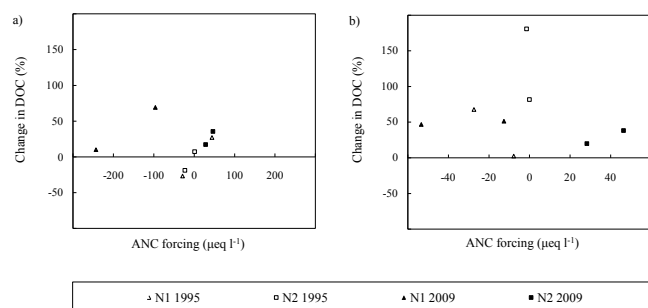 a)
b)
Change in DOC (%)
150
100
50
0
-50
-200
-100
0
100
200
ANC forcing (µeq l⁻¹)
Change in DOC (%)
150
100
50
0
-50
-40
-20
0
20
40
ANC forcing (µeq l⁻¹)
N1 1995
N2 1995
N1 2009
N2 2009